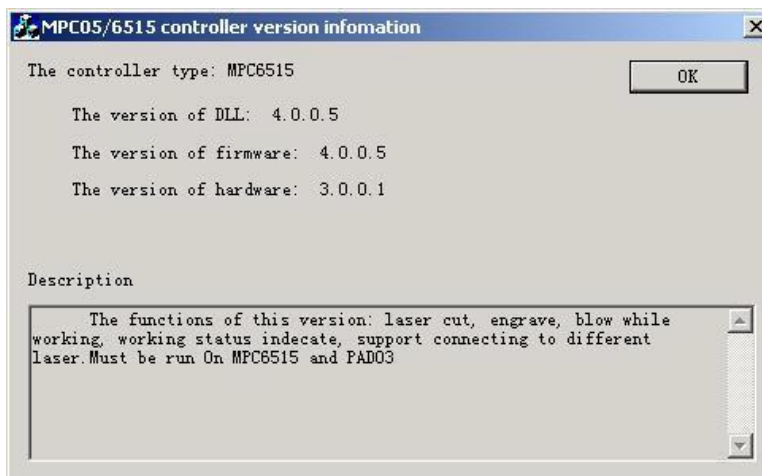 MPC05/6515 controller version infomation
The controller type: MPC6515
OK
The version of DLL: 4.0.0.5
The version of firmware: 4.0.0.5
The version of hardware: 3.0.0.1
Description
The functions of this version: laser cut, engrave, blow while
working, working status indecate, support connecting to different
laser.Must be run On MPC6515 and PAD03